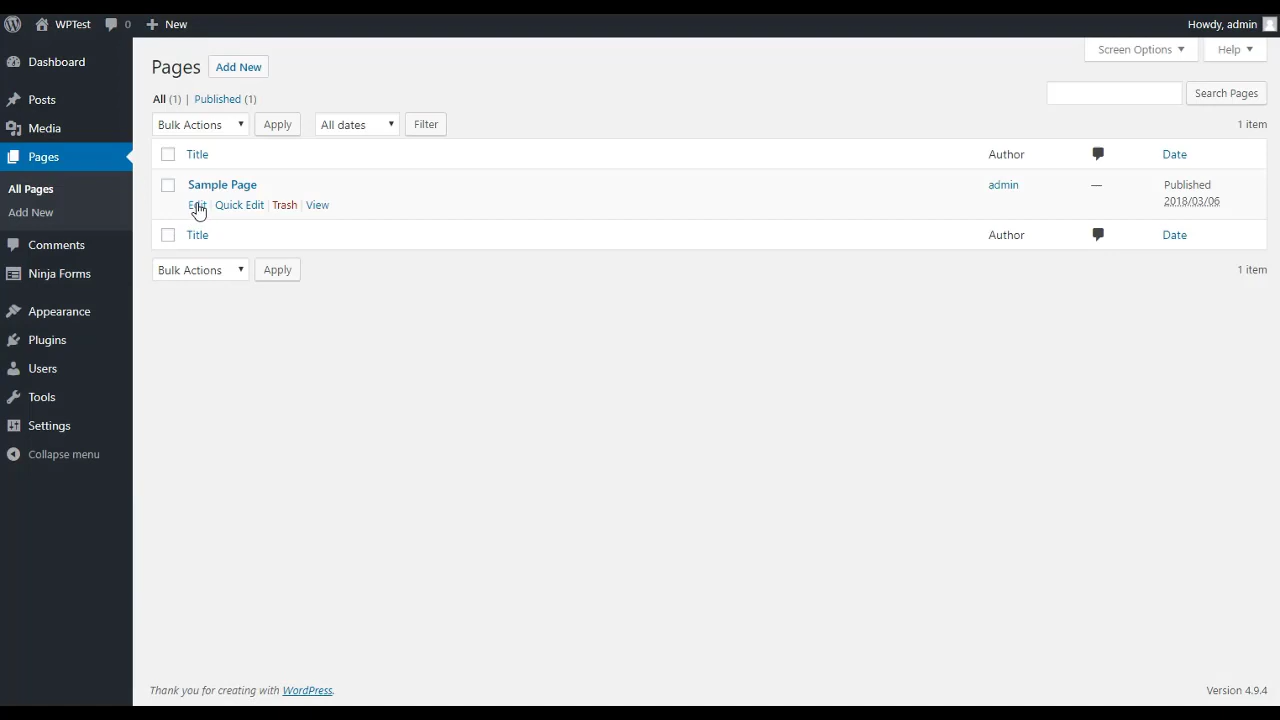 WPTest 0 New Howdy, admin
Screen Options Help
Dashboard
Posts
Media
Pages
All Pages
Add New
Comments
Ninja Forms
Appearance
Plugins
Users
Tools
Settings
Collapse menu
Pages Add New
All (1) | Published (1)
Search Pages
Bulk Actions Apply All dates Filter 1 item
Title Author Date
Sample Page admin — Published
Edit | Quick Edit | Trash | View 2018/03/06
Title Author Date
Bulk Actions Apply 1 item
Thank you for creating with WordPress. Version 4.9.4